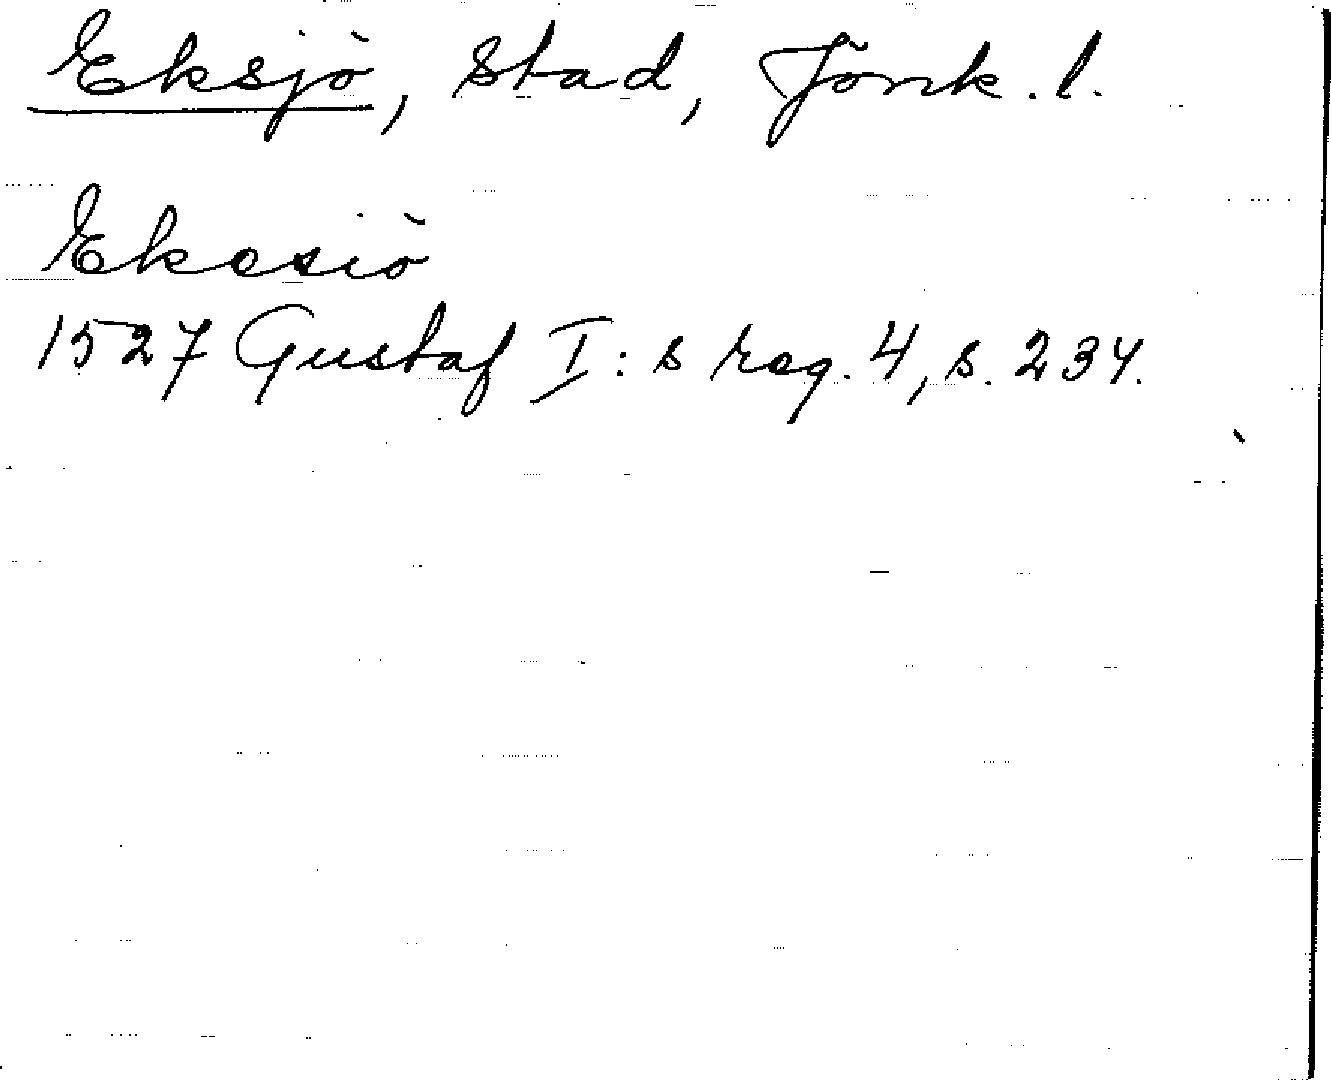 Eksjö, stad, Jönk. l.
Ekesiö
1527 Gustaf I:s reg. 4, s. 234.